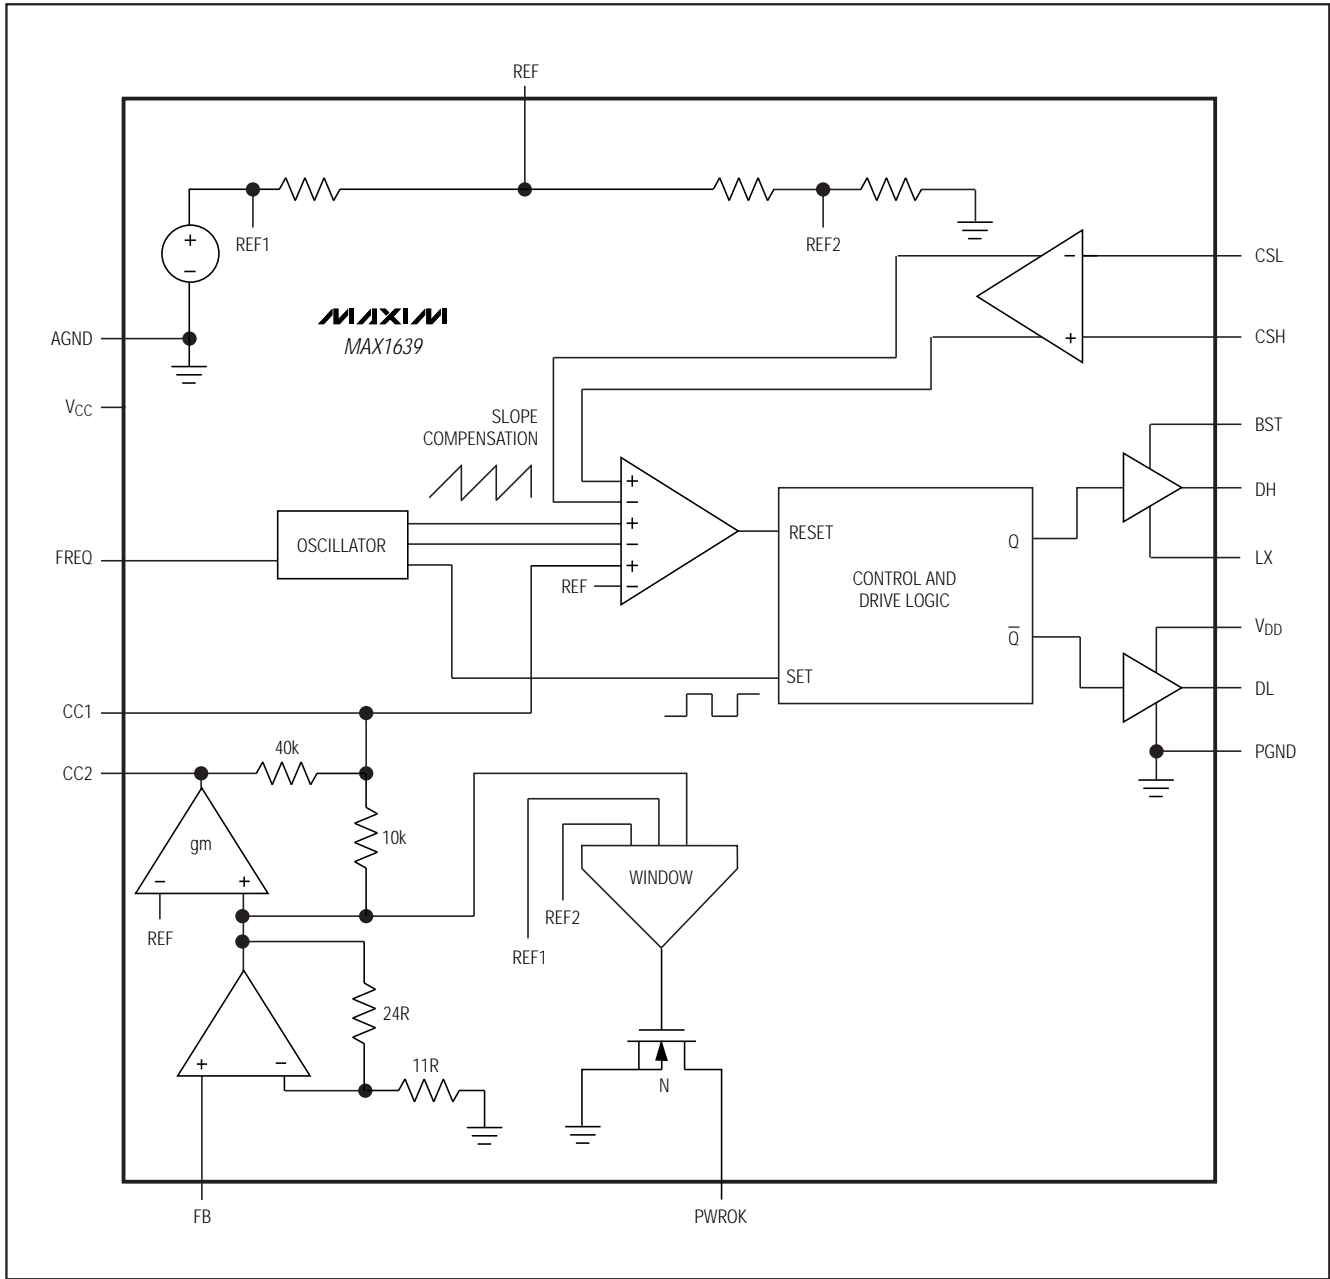 REF
REF1
REF2
−
CSL
+
−
MAXIM
MAX1639
AGND
+
CSH
VCC
SLOPE
COMPENSATION
BST
+
−
DH
+
RESET
OSCILLATOR
−
Q
FREQ
+
LX
REF
−
CONTROL AND
DRIVE LOGIC
VDD
Q̅
SET
DL
CC1
40k
PGND
CC2
10k
gm
WINDOW
−
+
REF2
REF
REF1
24R
+
−
11R
N
FB
PWROK